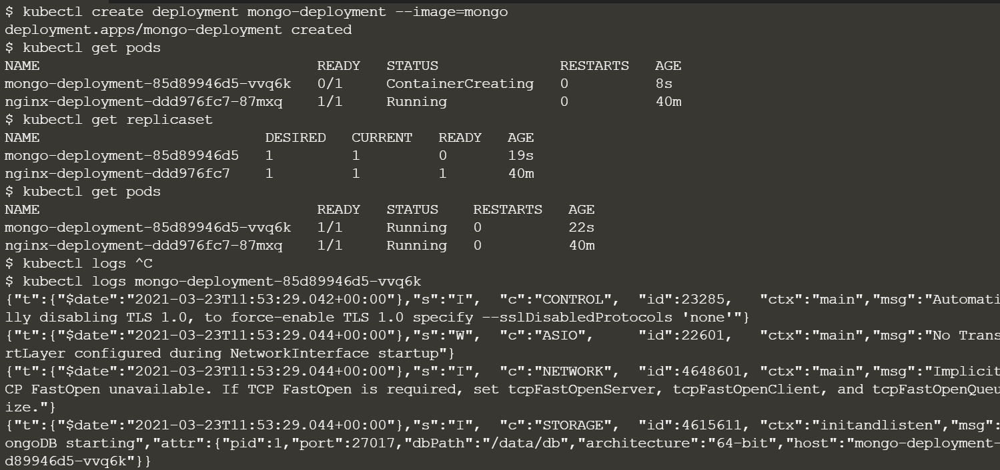 $ kubectl create deployment mongo-deployment --image=mongo
deployment.apps/mongo-deployment created
$ kubectl get pods
NAME                                READY   STATUS              RESTARTS   AGE
mongo-deployment-85d89946d5-vvq6k   0/1     ContainerCreating   0          8s
nginx-deployment-ddd976fc7-87mxq    1/1     Running             0          40m
$ kubectl get replicaset
NAME                          DESIRED   CURRENT   READY   AGE
mongo-deployment-85d89946d5   1         1         0       19s
nginx-deployment-ddd976fc7    1         1         1       40m
$ kubectl get pods
NAME                                READY   STATUS    RESTARTS   AGE
mongo-deployment-85d89946d5-vvq6k   1/1     Running   0          22s
nginx-deployment-ddd976fc7-87mxq    1/1     Running   0          40m
$ kubectl logs ^C
$ kubectl logs mongo-deployment-85d89946d5-vvq6k
{"t":{"$date":"2021-03-23T11:53:29.042+00:00"},"s":"I",  "c":"CONTROL",  "id":23285,   "ctx":"main","msg":"Automati
lly disabling TLS 1.0, to force-enable TLS 1.0 specify --sslDisabledProtocols 'none'"}
{"t":{"$date":"2021-03-23T11:53:29.044+00:00"},"s":"W",  "c":"ASIO",     "id":22601,   "ctx":"main","msg":"No Trans
rtLayer configured during NetworkInterface startup"}
{"t":{"$date":"2021-03-23T11:53:29.044+00:00"},"s":"I",  "c":"NETWORK",  "id":4648601, "ctx":"main","msg":"Implicit
CP FastOpen unavailable. If TCP FastOpen is required, set tcpFastOpenServer, tcpFastOpenClient, and tcpFastOpenQueu
ize."}
{"t":{"$date":"2021-03-23T11:53:29.044+00:00"},"s":"I",  "c":"STORAGE",  "id":4615611, "ctx":"initandlisten","msg":
ongoDB starting","attr":{"pid":1,"port":27017,"dbPath":"/data/db","architecture":"64-bit","host":"mongo-deployment-
d89946d5-vvq6k"}}